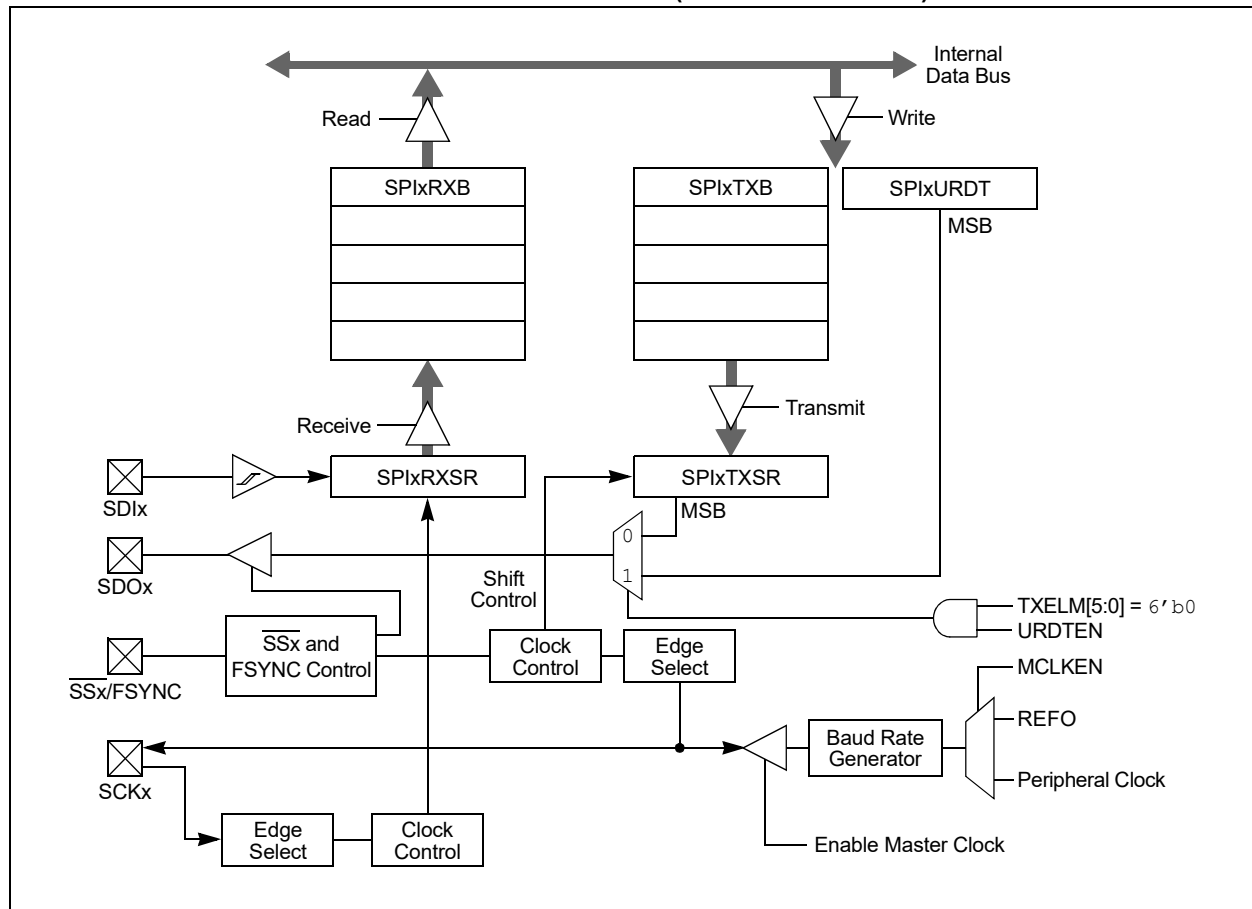 Internal
Data Bus
Read
Write
SPIxRXB
SPIxTXB
SPIxURDT
MSB
Receive
Transmit
SPIxRXSR
SPIxTXSR
SDIx
MSB
0
SDOx
1
Shift
Control
TXELM[5:0] = 6'b0
URDTEN
SSx and
FSYNC Control
Clock
Control
Edge
Select
SSx/FSYNC
MCLKEN
REFO
Baud Rate
Generator
Peripheral Clock
SCKx
Edge
Select
Clock
Control
Enable Master Clock